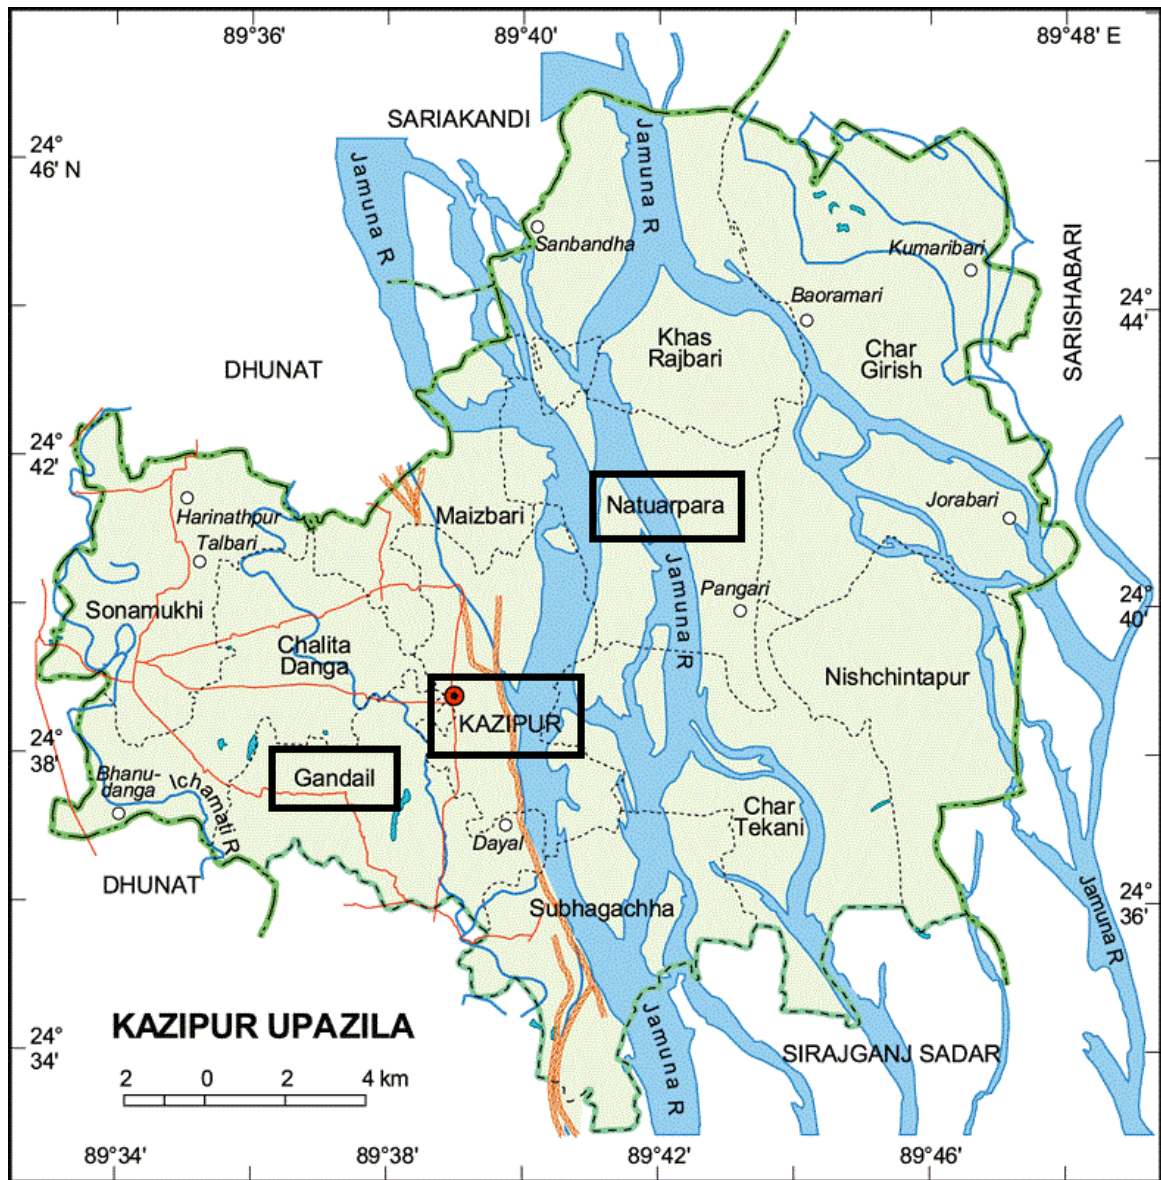 89°36'
89°40'
89°48' E
SARIAKANDI
24°
46' N
Jamuna R
Jamuna R
Sanbandha
Kumaribari
SARISHABARI
Baoramari
24°
44'
Khas
Rajbari
Char
Girish
DHUNAT
24°
42'
Harinathpur
Maizbari
Natuarpara
Jorabari
Talbari
Jamuna R
Pangari
24°
40'
Sonamukhi
Chalita
Danga
Nishchintapur
KAZIPUR
24°
38'
Bhanu-
danga
Ichamati R
Gandail
Char
Tekani
Dayal
DHUNAT
Subhagachha
24°
36'
Jamuna R
KAZIPUR UPAZILA
Jamuna R
24°
34'
SIRAJGANJ SADAR
2 0 2 4 km
89°34'
89°38'
89°42'
89°46'